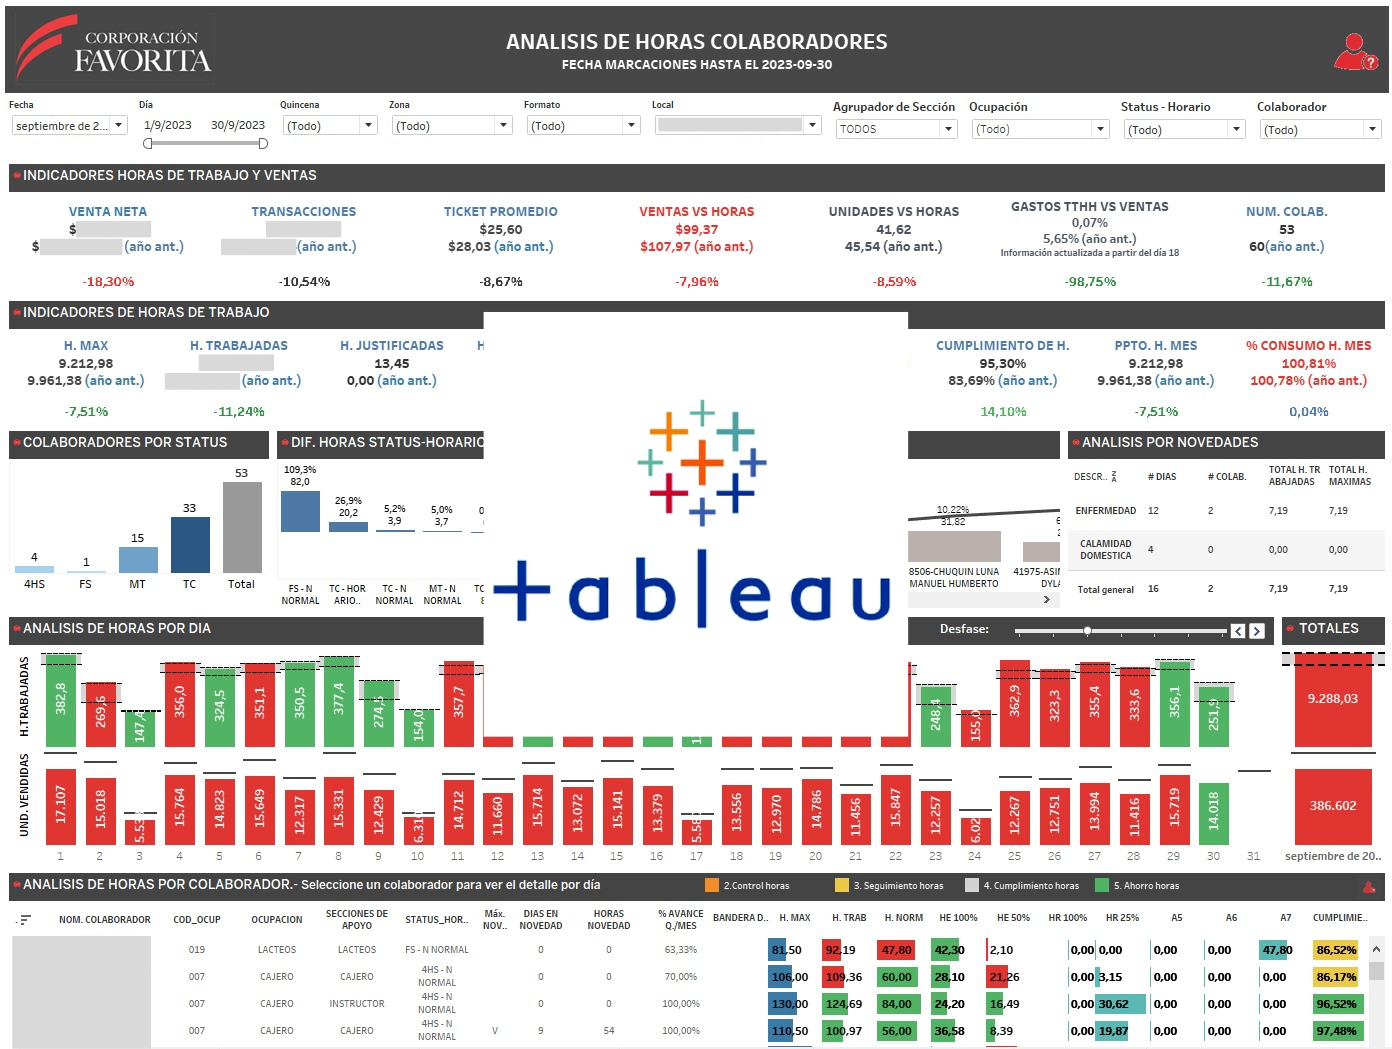 CORPORACIÓN
FAVORITA
ANALISIS DE HORAS COLABORADORES
FECHA MARCACIONES HASTA EL 2023-09-30
Fecha
Día
Quincena
Zona
Formato
Local
Agrupador de Sección
Ocupación
Status - Horario
Colaborador
septiembre de 2...
1/9/2023
30/9/2023
(Todo)
(Todo)
(Todo)
TODOS
(Todo)
(Todo)
(Todo)
INDICADORES HORAS DE TRABAJO Y VENTAS
VENTA NETA
$
$ (año ant.)
-18,30%
TRANSACCIONES
(año ant.)
-10,54%
TICKET PROMEDIO
$25,60
$28,03 (año ant.)
-8,67%
VENTAS VS HORAS
$99,37
$107,97 (año ant.)
-7,96%
UNIDADES VS HORAS
41,62
45,54 (año ant.)
-8,59%
GASTOS TTHH VS VENTAS
0,07%
5,65% (año ant.)
Información actualizada a partir del día 18
-98,75%
NUM. COLAB.
53
60(año ant.)
-11,67%
INDICADORES DE HORAS DE TRABAJO
H. MAX
9.212,98
9.961,38 (año ant.)
-7,51%
H. TRABAJADAS
(año ant.)
-11,24%
H. JUSTIFICADAS
13,45
0,00 (año ant.)
CUMPLIMIENTO DE H.
95,30%
83,69% (año ant.)
14,10%
PPTO. H. MES
9.212,98
9.961,38 (año ant.)
-7,51%
% CONSUMO H. MES
100,81%
100,78% (año ant.)
0,04%
COLABORADORES POR STATUS
4
1
15
33
53
4HS
FS
MT
TC
Total
DIF. HORAS STATUS-HORARIO
109,3%
82,0
26,9%
20,2
5,2%
3,9
5,0%
3,7
FS - N
NORMAL
TC - HOR
ARIO..
TC - N
NORMAL
MT - N
NORMAL
tableau
10,22%
31,82
8506-CHUQUIN LUNA
MANUEL HUMBERTO
41975-ASIM
DYLA
ANALISIS POR NOVEDADES
DESCR.. # DIAS # COLAB. TOTAL H. TR ABAJADAS TOTAL H. MAXIMAS
ENFERMEDAD 12 2 7,19 7,19
CALAMIDAD DOMESTICA 4 0 0,00 0,00
Total general 16 2 7,19 7,19
ANALISIS DE HORAS POR DIA
Desfase:
TOTALES
H.TRABAJADAS
382,8 269,6 147,4 356,0 324,5 351,1 350,5 377,4 274,5 154,0 357,7
248,4 155,0 362,9 323,3 355,4 333,6 356,1 251,9
9.288,03
UND.VENDIDAS
17.107 15.018 15.764 14.823 15.649 12.317 15.331 12.429 6.310 14.712 11.660 15.714 13.072 15.141 13.379 13.556 12.970 14.786 11.456 15.847 12.257 12.267 12.751 13.994 11.416 15.719 14.018
386.602
1 2 3 4 5 6 7 8 9 10 11 12 13 14 15 16 17 18 19 20 21 22 23 24 25 26 27 28 29 30 31
septiembre de 20..
ANALISIS DE HORAS POR COLABORADOR.- Seleccione un colaborador para ver el detalle por día
2.Control horas
3. Seguimiento horas
4. Cumplimiento horas
5. Ahorro horas
NOM. COLABORADOR COD_OCUP OCUPACION SECCIONES DE APOYO STATUS_HOR.. Máx. NOV.. DIAS EN NOVEDAD HORAS NOVEDAD % AVANCE Q./MES BANDERA D.. H. MAX H. TRAB H. NORM HE 100% HE 50% HR 100% HR 25% A5 A6 A7 CUMPLIMIE..
019 LACTEOS LACTEOS FS - N NORMAL 0 0 63,33% 81,50 92,19 47,80 42,30 2,10 0,00 0,00 0,00 0,00 47,80 86,52%
007 CAJERO CAJERO 4HS - N NORMAL 0 0 70,00% 106,00 109,36 60,00 28,10 21,26 0,00 3,15 0,00 0,00 0,00 86,17%
007 CAJERO INSTRUCTOR 4HS - N NORMAL 0 0 100,00% 130,00 124,69 84,00 24,20 16,49 0,00 30,62 0,00 0,00 0,00 96,52%
007 CAJERO CAJERO 4HS - N NORMAL V 9 54 100,00% 110,50 100,97 56,00 36,58 8,39 0,00 19,87 0,00 0,00 0,00 97,48%